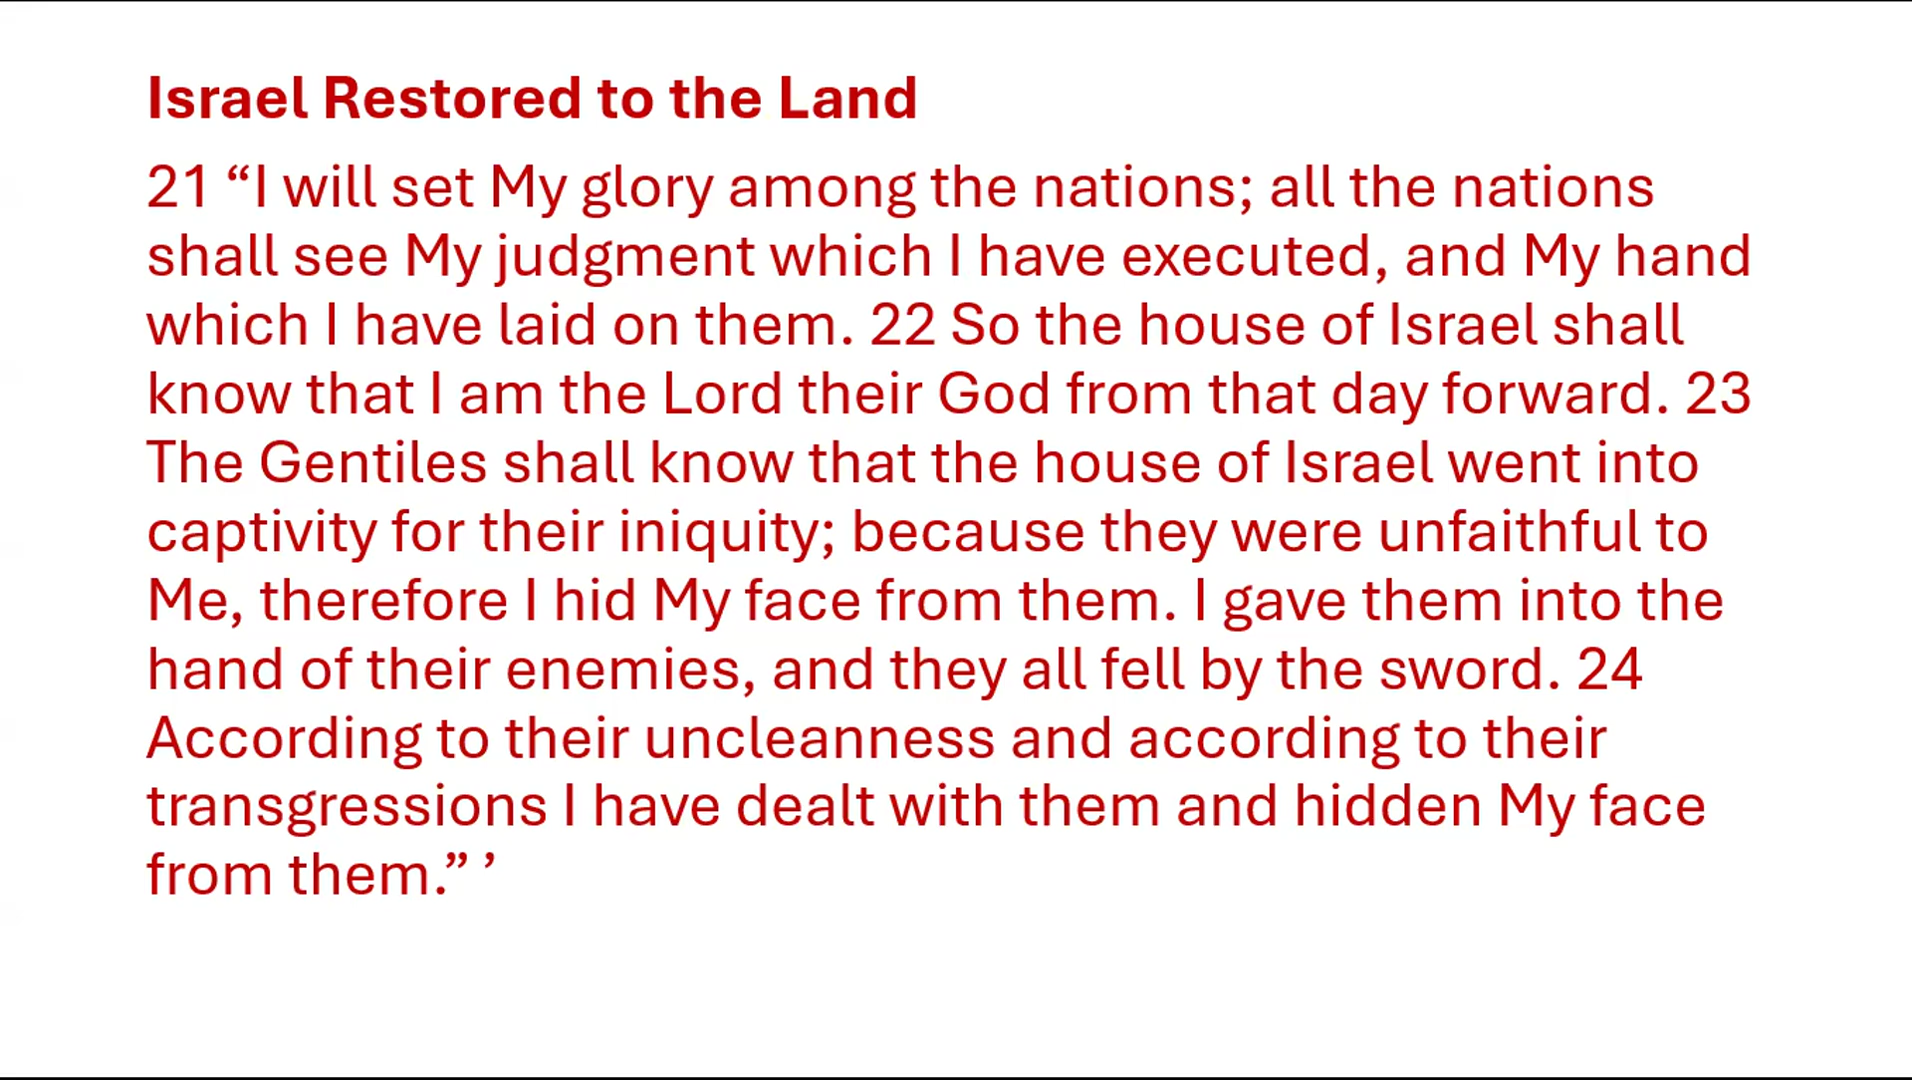 Israel Restored to the Land
21 “I will set My glory among the nations; all the nations
shall see My judgment which I have executed, and My hand
which I have laid on them. 22 So the house of Israel shall
know that I am the Lord their God from that day forward. 23
The Gentiles shall know that the house of Israel went into
captivity for their iniquity; because they were unfaithful to
Me, therefore I hid My face from them. I gave them into the
hand of their enemies, and they all fell by the sword. 24
According to their uncleanness and according to their
transgressions I have dealt with them and hidden My face
from them.” ’